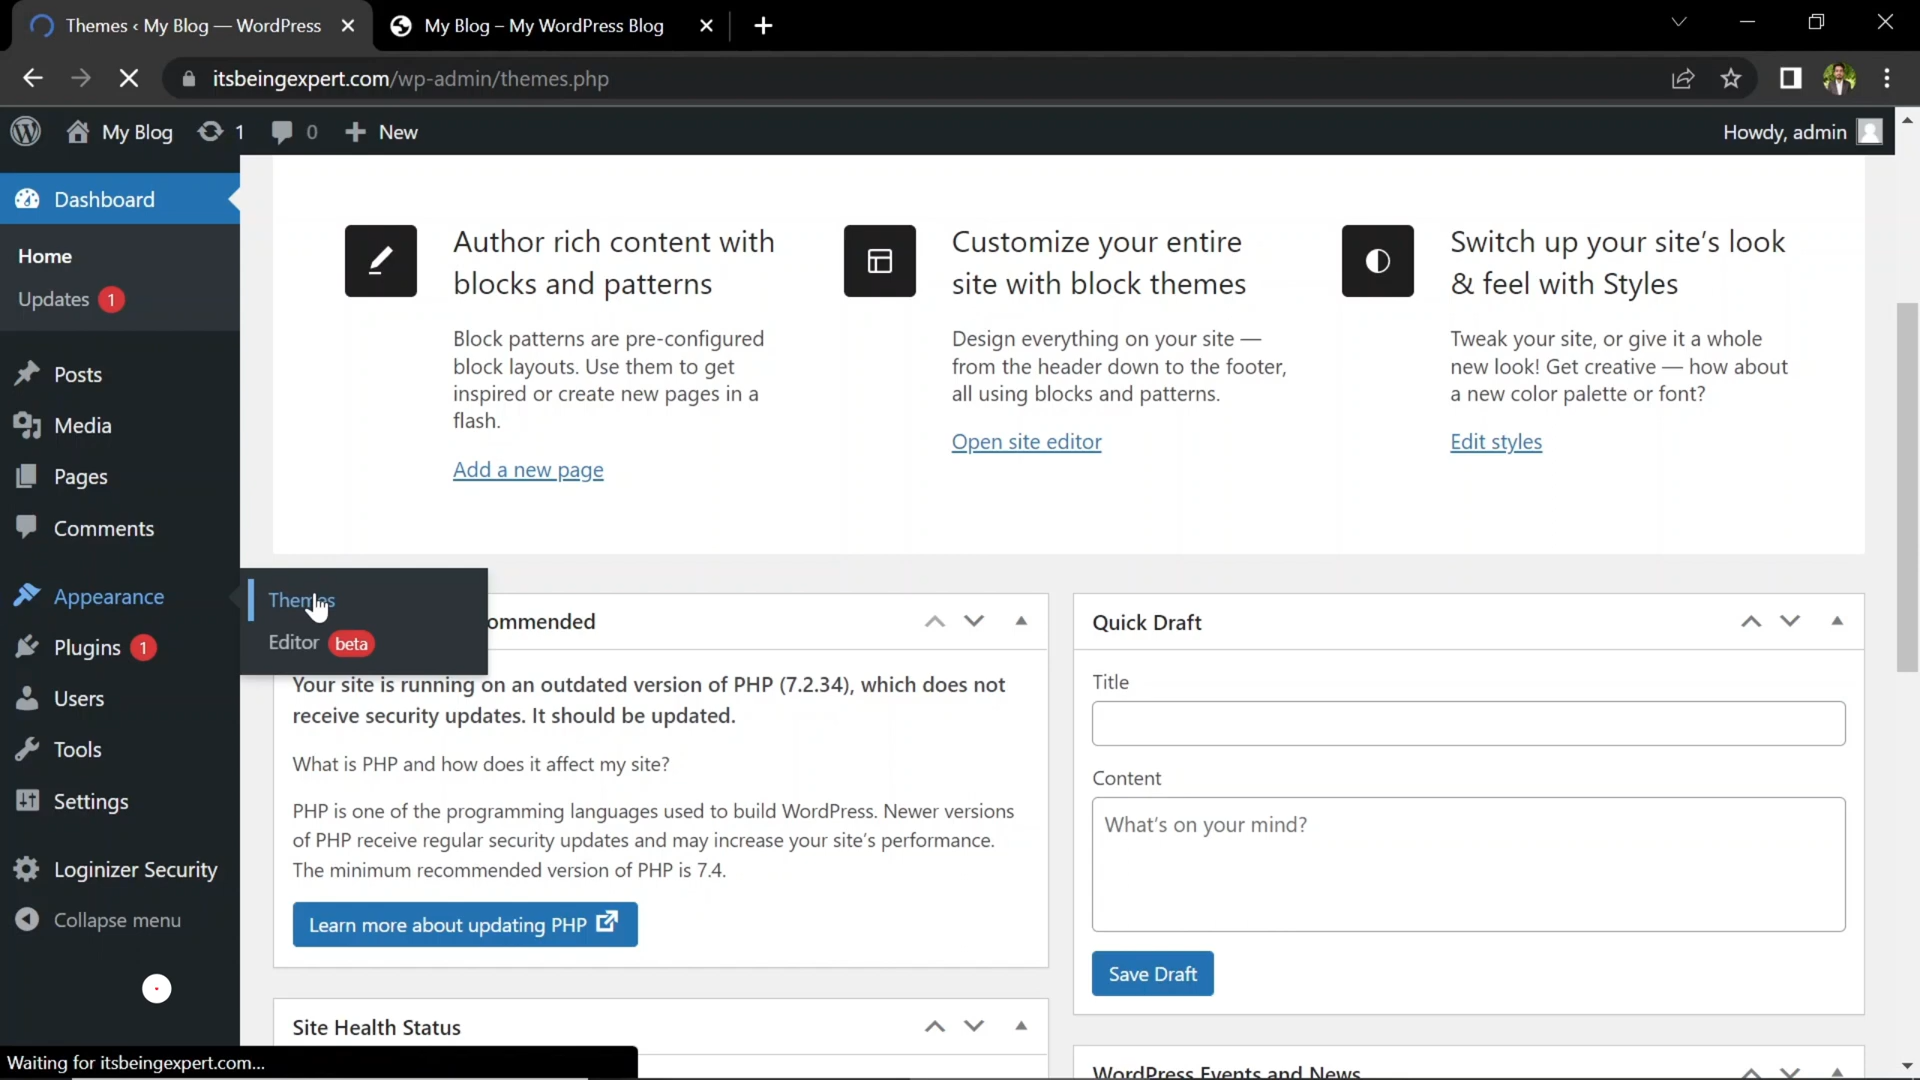 Themes ‹ My Blog — WordPress
My Blog – My WordPress Blog
itsbeingexpert.com/wp-admin/themes.php
My Blog
1
0
New
Howdy, admin
Dashboard
Home
Updates 1
Posts
Media
Pages
Comments
Appearance
Plugins 1
Users
Tools
Settings
Loginizer Security
Collapse menu
Themes
Editor beta
Author rich content with
blocks and patterns
Block patterns are pre-configured
block layouts. Use them to get
inspired or create new pages in a
flash.
Add a new page
Customize your entire
site with block themes
Design everything on your site —
from the header down to the footer,
all using blocks and patterns.
Open site editor
Switch up your site's look
& feel with Styles
Tweak your site, or give it a whole
new look! Get creative — how about
a new color palette or font?
Edit styles
ommended
Your site is running on an outdated version of PHP (7.2.34), which does not
receive security updates. It should be updated.
What is PHP and how does it affect my site?
PHP is one of the programming languages used to build WordPress. Newer versions
of PHP receive regular security updates and may increase your site's performance.
The minimum recommended version of PHP is 7.4.
Learn more about updating PHP
Site Health Status
Quick Draft
Title
Content
What's on your mind?
Save Draft
WordPress Events and News
Waiting for itsbeingexpert.com...